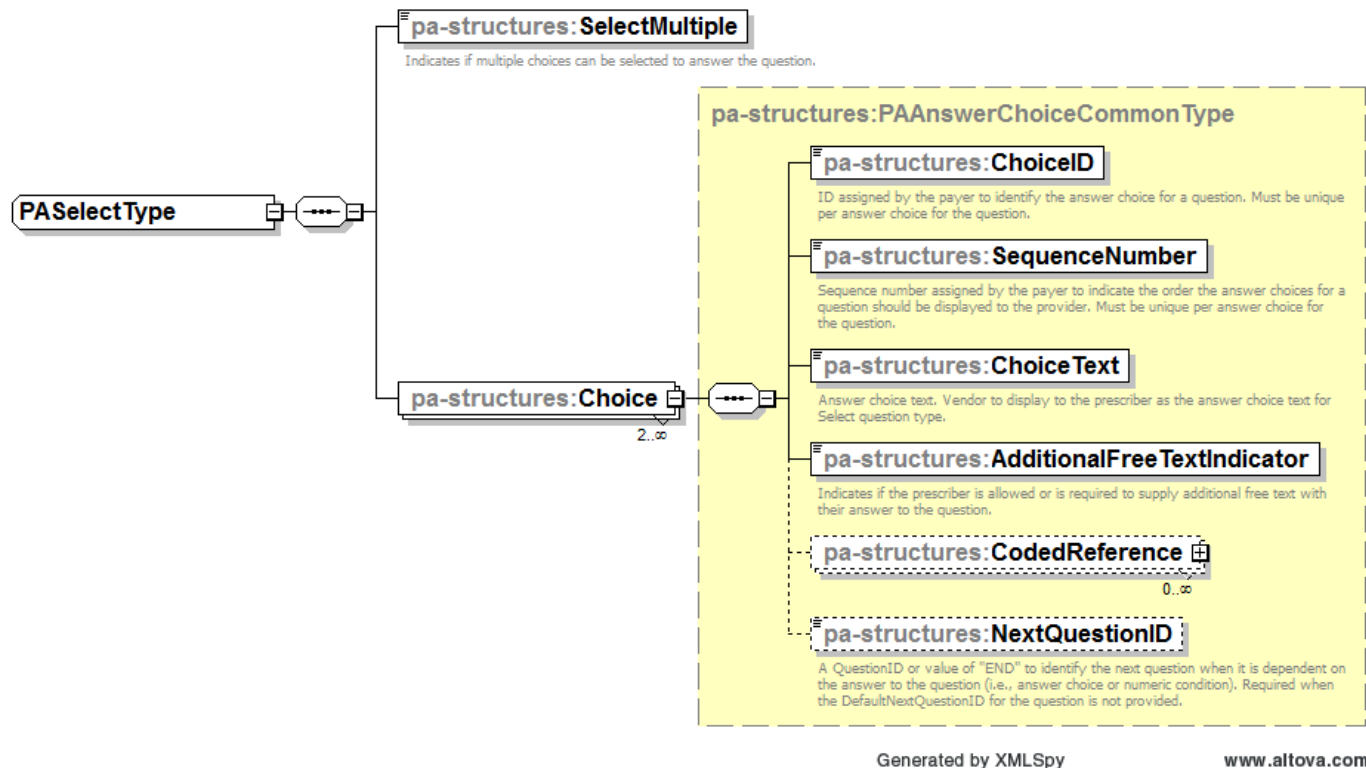 pa-structures:SelectMultiple
Indicates if multiple choices can be selected to answer the question.
pa-structures:PAAnswerChoiceCommonType
pa-structures:ChoiceID
ID assigned by the payer to identify the answer choice for a question. Must be unique
per answer choice for the question.
PASelectType
pa-structures:SequenceNumber
Sequence number assigned by the payer to indicate the order the answer choices for a
question should be displayed to the provider. Must be unique per answer choice for
the question.
pa-structures:ChoiceText
Answer choice text. Vendor to display to the prescriber as the answer choice text for
Select question type.
pa-structures:Choice
2..∞
pa-structures:AdditionalFreeTextIndicator
Indicates if the prescriber is allowed or is required to supply additional free text with
their answer to the question.
pa-structures:CodedReference
0..∞
pa-structures:NextQuestionID
A QuestionID or value of "END" to identify the next question when it is dependent on
the answer to the question (i.e., answer choice or numeric condition). Required when
the DefaultNextQuestionID for the question is not provided.
Generated by XMLSpy
www.altova.com